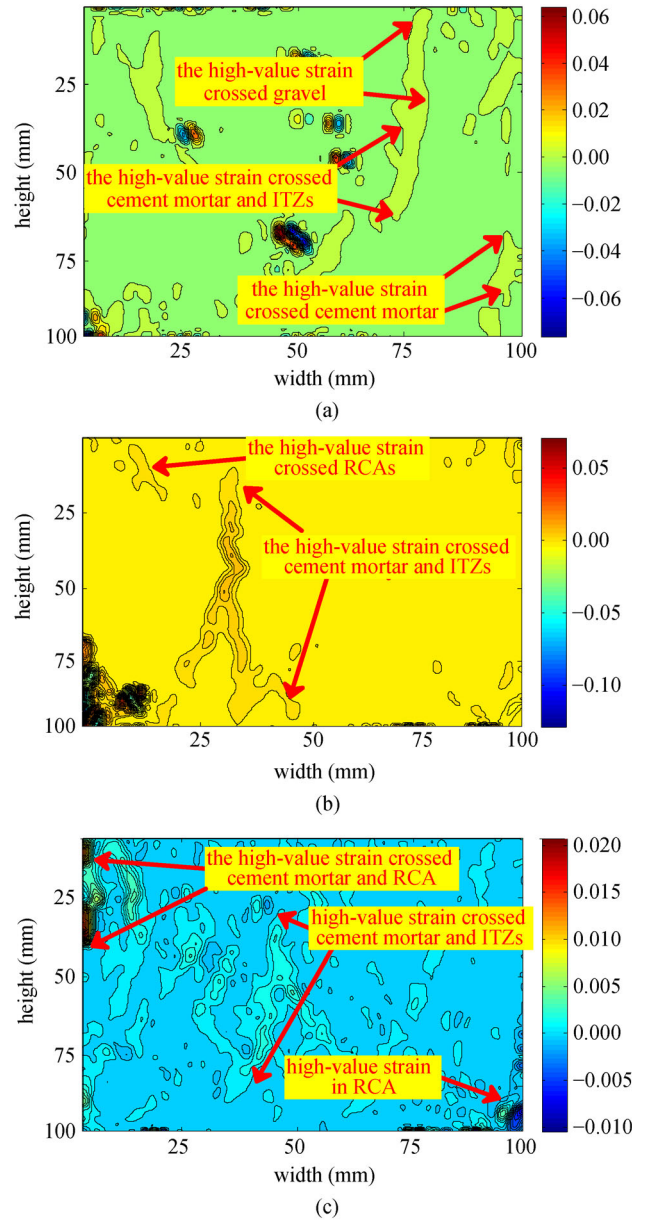 0.06
0.04
0.02
0.00
−0.02
−0.04
−0.06
the high-value strain
crossed gravel
the high-value strain crossed
cement mortar and ITZs
the high-value strain
crossed cement mortar
height (mm)
25
50
75
100
25
50
75
100
width (mm)
(a)
0.05
0.00
−0.05
−0.10
the high-value strain
crossed RCAs
the high-value strain crossed
cement mortar and ITZs
height (mm)
25
50
75
100
25
50
75
100
width (mm)
(b)
0.020
0.015
0.010
0.005
0.000
−0.005
−0.010
the high-value strain crossed
cement mortar and RCA
high-value strain crossed
cement mortar and ITZs
high-value strain
in RCA
height (mm)
25
50
75
100
25
50
75
100
width (mm)
(c)